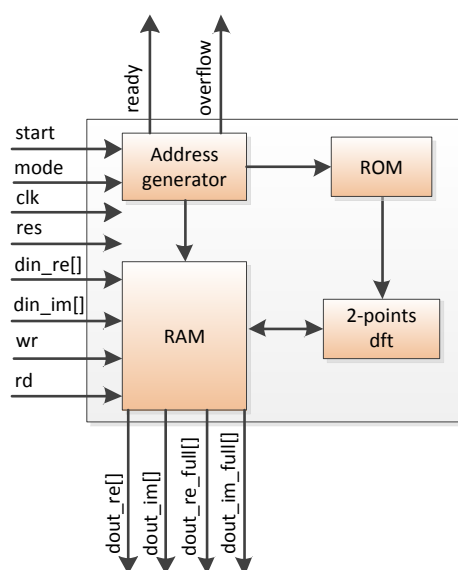 ready
overflow
start
mode
clk
res
din_re[]
din_im[]
wr
rd
Address
generator
ROM
RAM
2-points
dft
dout_re[]
dout_im[]
dout_re_full[]
dout_im_full[]